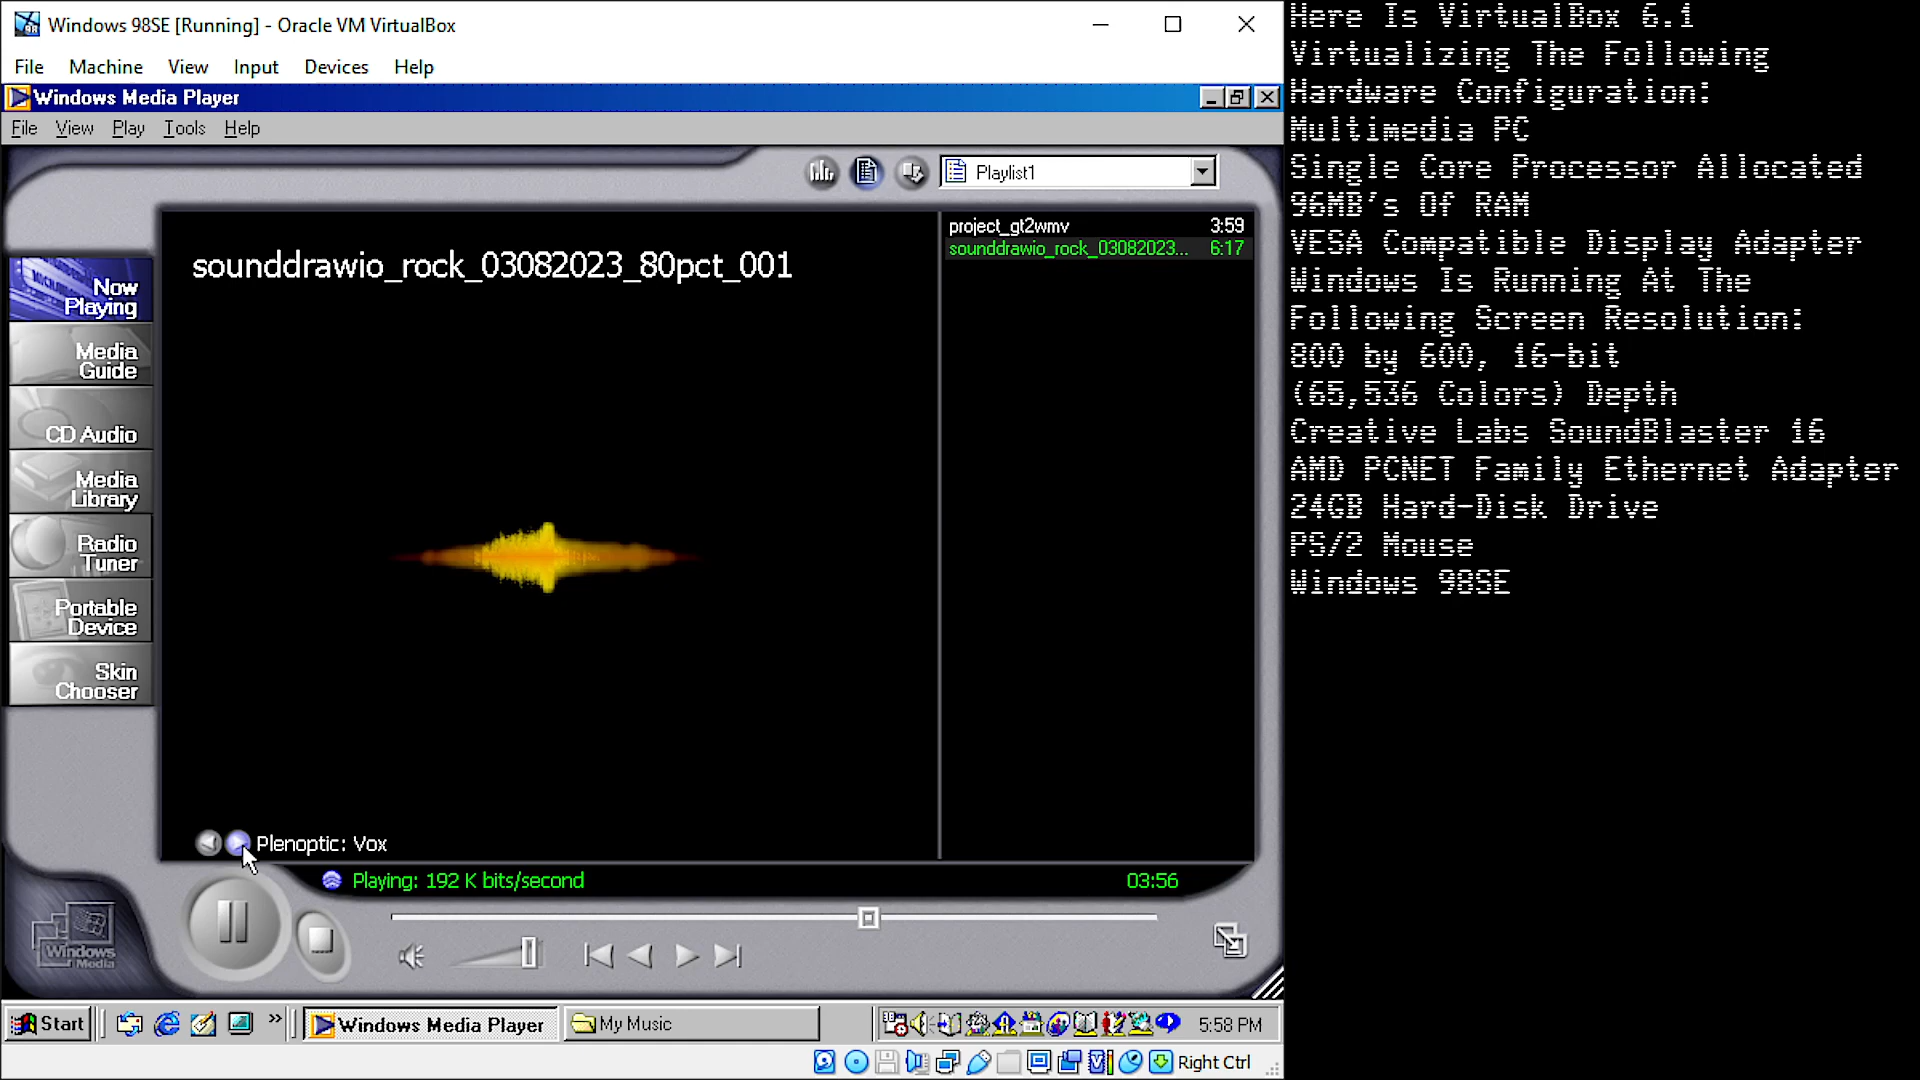 Windows 98SE [Running] - Oracle VM VirtualBox
File Machine View Input Devices Help
Windows Media Player
File View Play Tools Help
Playlist1
sounddrawio_rock_03082023_80pct_001
project_gt2wmv 3:59
sounddrawio_rock_03082023... 6:17
Now
Playing
Media
Guide
CD Audio
Media
Library
Radio
Tuner
Portable
Device
Skin
Chooser
Plenoptic: Vox
Playing: 192 K bits/second 03:56
Windows
Media
Start Windows Media Player My Music 5:58 PM
Right Ctrl
Here Is VirtualBox 6.1
Virtualizing The Following
Hardware Configuration:
Multimedia PC
Single Core Processor Allocated
96MB's Of RAM
VESA Compatible Display Adapter
Windows Is Running At The
Following Screen Resolution:
800 by 600, 16-bit
(65,536 Colors) Depth
Creative Labs SoundBlaster 16
AMD PCNET Family Ethernet Adapter
24GB Hard-Disk Drive
PS/2 Mouse
Windows 98SE